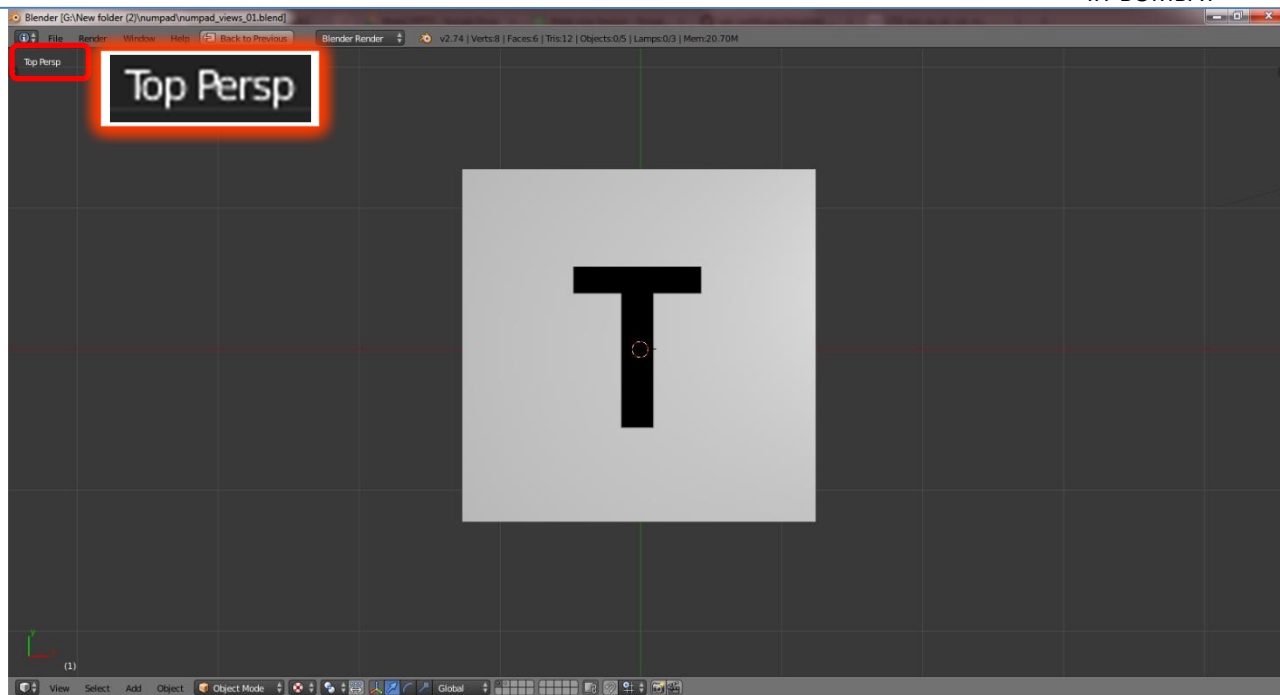 Blender [G:\New folder (2)\numpad\numpad_views_01.blend]
File Render Window Help Back to Previous Blender Render v2.74 | Verts:8 | Faces:6 | Tris:12 | Objects:0/5 | Lamps:0/3 | Mem:20.70M
Top Persp
Top Persp
T
y
(1)
View Select Add Object Object Mode Global